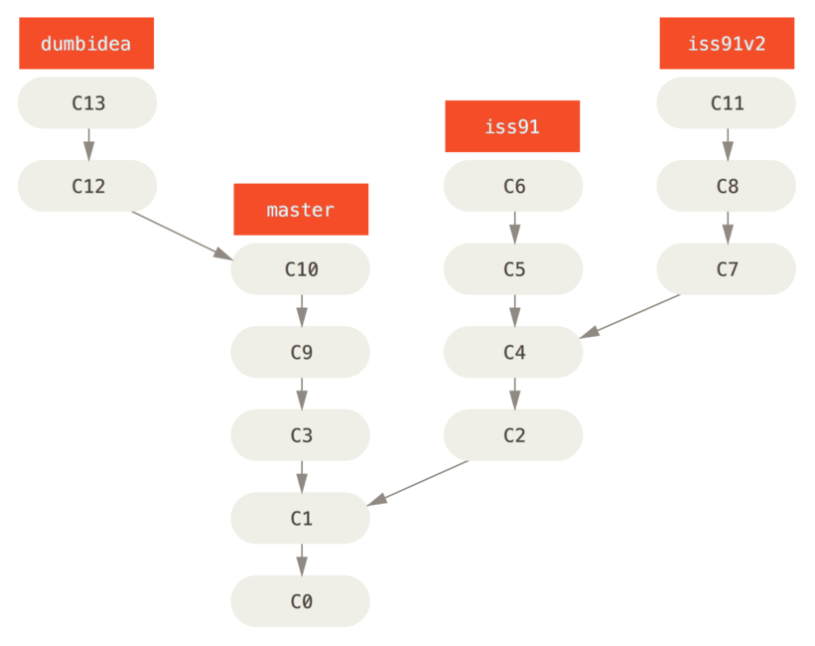 dumbidea
iss91v2
C13
C11
iss91
C12
C6
C8
master
C10
C5
C7
C9
C4
C3
C2
C1
C0